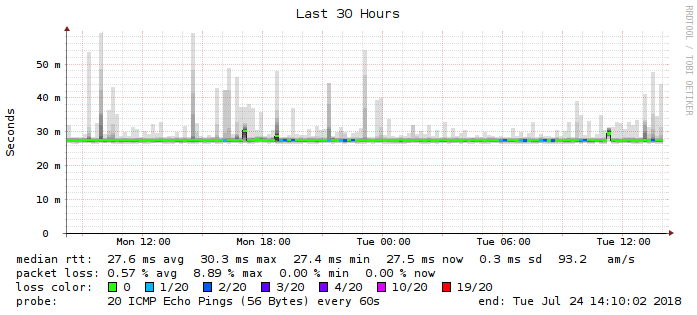 Last 30 Hours
RRDTOOL / TOBI OETIKER
Seconds
50 m
40 m
30 m
20 m
10 m
0
Mon 12:00 Mon 18:00 Tue 00:00 Tue 06:00 Tue 12:00
median rtt: 27.6 ms avg 30.3 ms max 27.4 ms min 27.5 ms now 0.3 ms sd 93.2 am/s
packet loss: 0.57 % avg 8.89 % max 0.00 % min 0.00 % now
loss color: 0 1/20 2/20 3/20 4/20 10/20 19/20
probe: 20 ICMP Echo Pings (56 Bytes) every 60s end: Tue Jul 24 14:10:02 2018